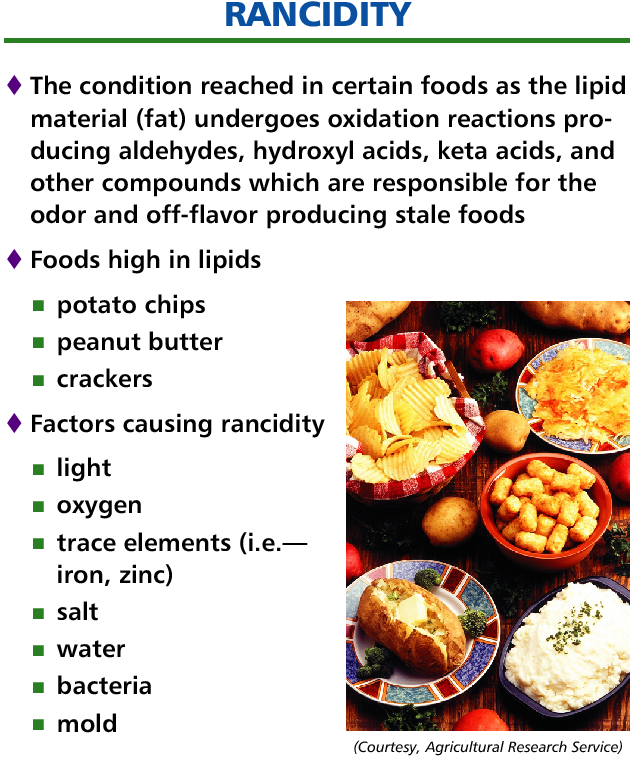 RANCIDITY
♦ The condition reached in certain foods as the lipid
material (fat) undergoes oxidation reactions pro-
ducing aldehydes, hydroxyl acids, keta acids, and
other compounds which are responsible for the
odor and off-flavor producing stale foods
♦ Foods high in lipids
■ potato chips
■ peanut butter
■ crackers
♦ Factors causing rancidity
■ light
■ oxygen
■ trace elements (i.e.—
iron, zinc)
■ salt
■ water
■ bacteria
■ mold
(Courtesy, Agricultural Research Service)